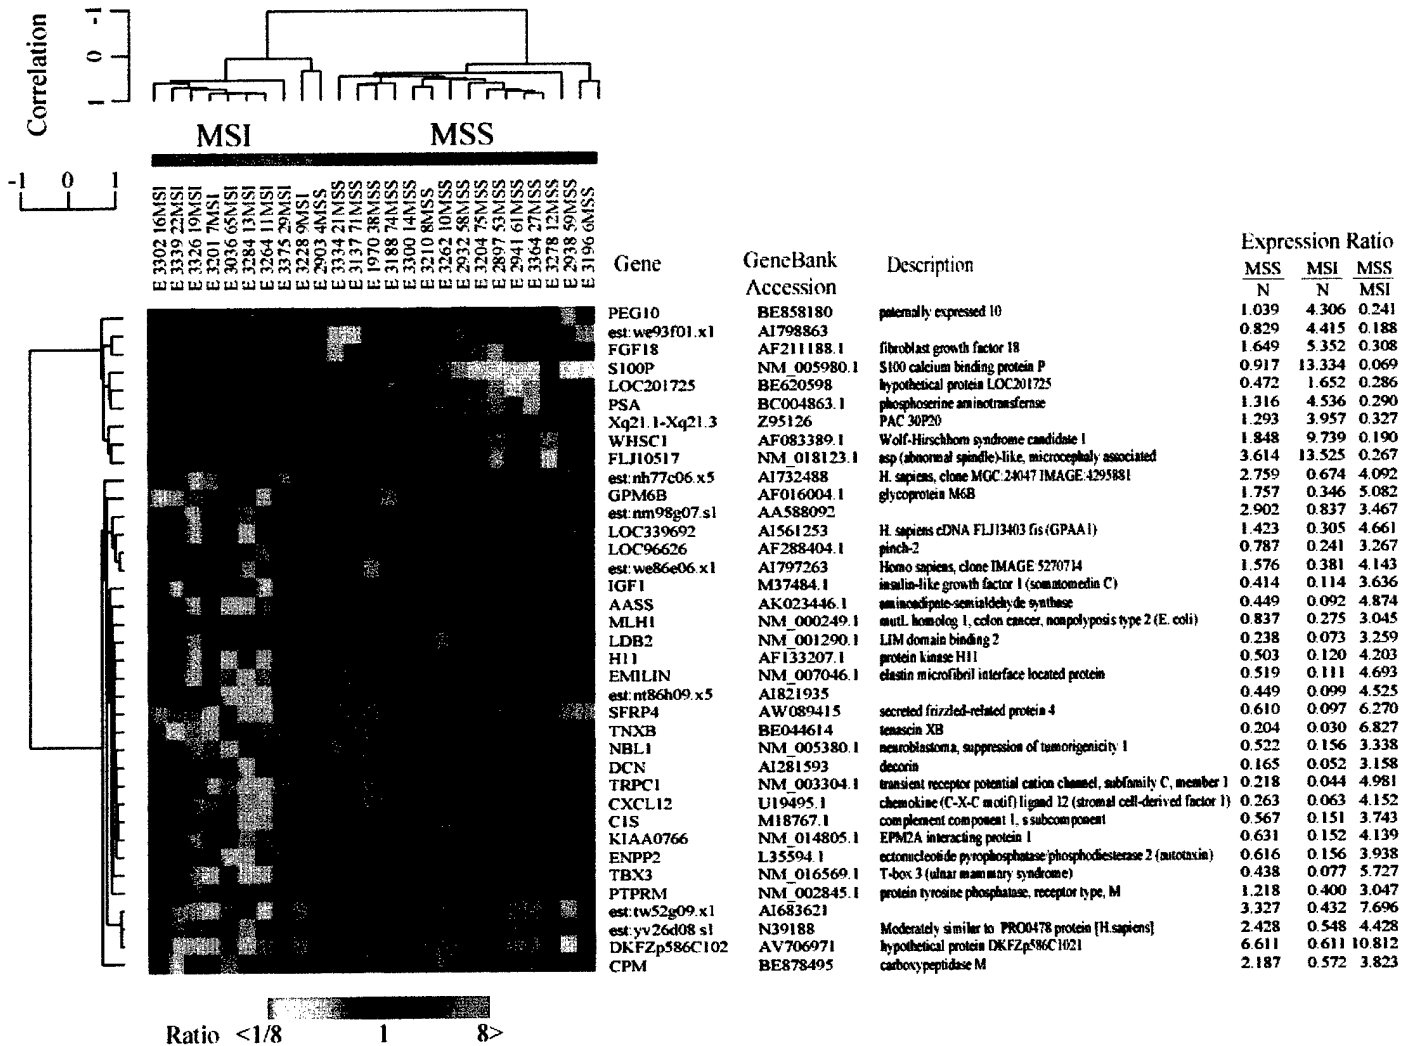 Correlation
-1
0
1
MSI MSS
-1 0 1
E 3302 16MSI
E 3339 22MSI
E 3326 19MSI
E 3201 7MSI
E 3036 65MSI
E 3284 13MSI
E 3264 11MSI
E 3375 29MSI
E 3228 9MSI
E 2903 4MSS
E 3334 21MSS
E 3137 71MSS
E 1970 38MSS
E 3188 74MSS
E 3300 14MSS
E 3210 8MSS
E 3262 10MSS
E 2932 58MSS
E 3204 75MSS
E 2897 53MSS
E 2941 61MSS
E 3364 27MSS
E 3278 12MSS
E 2938 59MSS
E 3196 6MSS
Expression Ratio
Gene GeneBank Accession Description MSS/N MSI/N MSS/MSI
PEG10 BE858180 paternally expressed 10 1.039 4.306 0.241
est:we93f01.x1 AI798863 0.829 4.415 0.188
FGF18 AF211188.1 fibroblast growth factor 18 1.649 5.352 0.308
S100P NM_005980.1 S100 calcium binding protein P 0.917 13.334 0.069
LOC201725 BE620598 hypothetical protein LOC201725 0.472 1.652 0.286
PSA BC004863.1 phosphoserine aminotransferase 1.316 4.536 0.290
Xq21.1-Xq21.3 Z95126 PAC 30P20 1.293 3.957 0.327
WHSC1 AF083389.1 Wolf-Hirschhorn syndrome candidate 1 1.848 9.739 0.190
FLJ10517 NM_018123.1 asp (abnormal spindle)-like, microcephaly associated 3.614 13.525 0.267
est:nh77c06.x5 AI732488 H. sapiens, clone MGC:24047 IMAGE:4295881 2.759 0.674 4.092
GPM6B AF016004.1 glycoprotein M6B 1.757 0.346 5.082
est:nm98g07.s1 AA588092 2.902 0.837 3.467
LOC339692 AI561253 H. sapiens cDNA FLJ13403 fis (GPAA1) 1.423 0.305 4.661
LOC96626 AF288404.1 pinch-2 0.787 0.241 3.267
est:we86e06.x1 AI797263 Homo sapiens, clone IMAGE 5270714 1.576 0.381 4.143
IGF1 M37484.1 insulin-like growth factor 1 (somatomedin C) 0.414 0.114 3.636
AASS AK023446.1 aminoadipate-semialdehyde synthase 0.449 0.092 4.874
MLH1 NM_000249.1 mutL homolog 1, colon cancer, nonpolyposis type 2 (E. coli) 0.837 0.275 3.045
LDB2 NM_001290.1 LIM domain binding 2 0.238 0.073 3.259
H11 AF133207.1 protein kinase H11 0.503 0.120 4.203
EMILIN NM_007046.1 elastin microfibril interface located protein 0.519 0.111 4.693
est:nt86h09.x5 AI821935 0.449 0.099 4.525
SFRP4 AW089415 secreted frizzled-related protein 4 0.610 0.097 6.270
TNXB BE044614 tenascin XB 0.204 0.030 6.827
NBL1 NM_005380.1 neuroblastoma, suppression of tumorigenicity 1 0.522 0.156 3.338
DCN AI281593 decorin 0.165 0.052 3.158
TRPC1 NM_003304.1 transient receptor potential cation channel, subfamily C, member 1 0.218 0.044 4.981
CXCL12 U19495.1 chemokine (C-X-C motif) ligand 12 (stromal cell-derived factor 1) 0.263 0.063 4.152
C1S M18767.1 complement component 1, s subcomponent 0.567 0.151 3.743
KIAA0766 NM_014805.1 EPM2A interacting protein 1 0.631 0.152 4.139
ENPP2 L35594.1 ectonucleotide pyrophosphatase/phosphodiesterase 2 (autotaxin) 0.616 0.156 3.938
TBX3 NM_016569.1 T-box 3 (ulnar mammary syndrome) 0.438 0.077 5.727
PTPRM NM_002845.1 protein tyrosine phosphatase, receptor type, M 1.218 0.400 3.047
est:tw52g09.x1 AI683621 3.327 0.432 7.696
est:yv26d08 s1 N39188 Moderately similar to PRO0478 protein [H.sapiens] 2.428 0.548 4.428
DKFZp586C102 AV706971 hypothetical protein DKFZp586C1021 6.611 0.611 10.812
CPM BE878495 carboxypeptidase M 2.187 0.572 3.823
Ratio <1/8 1 8>